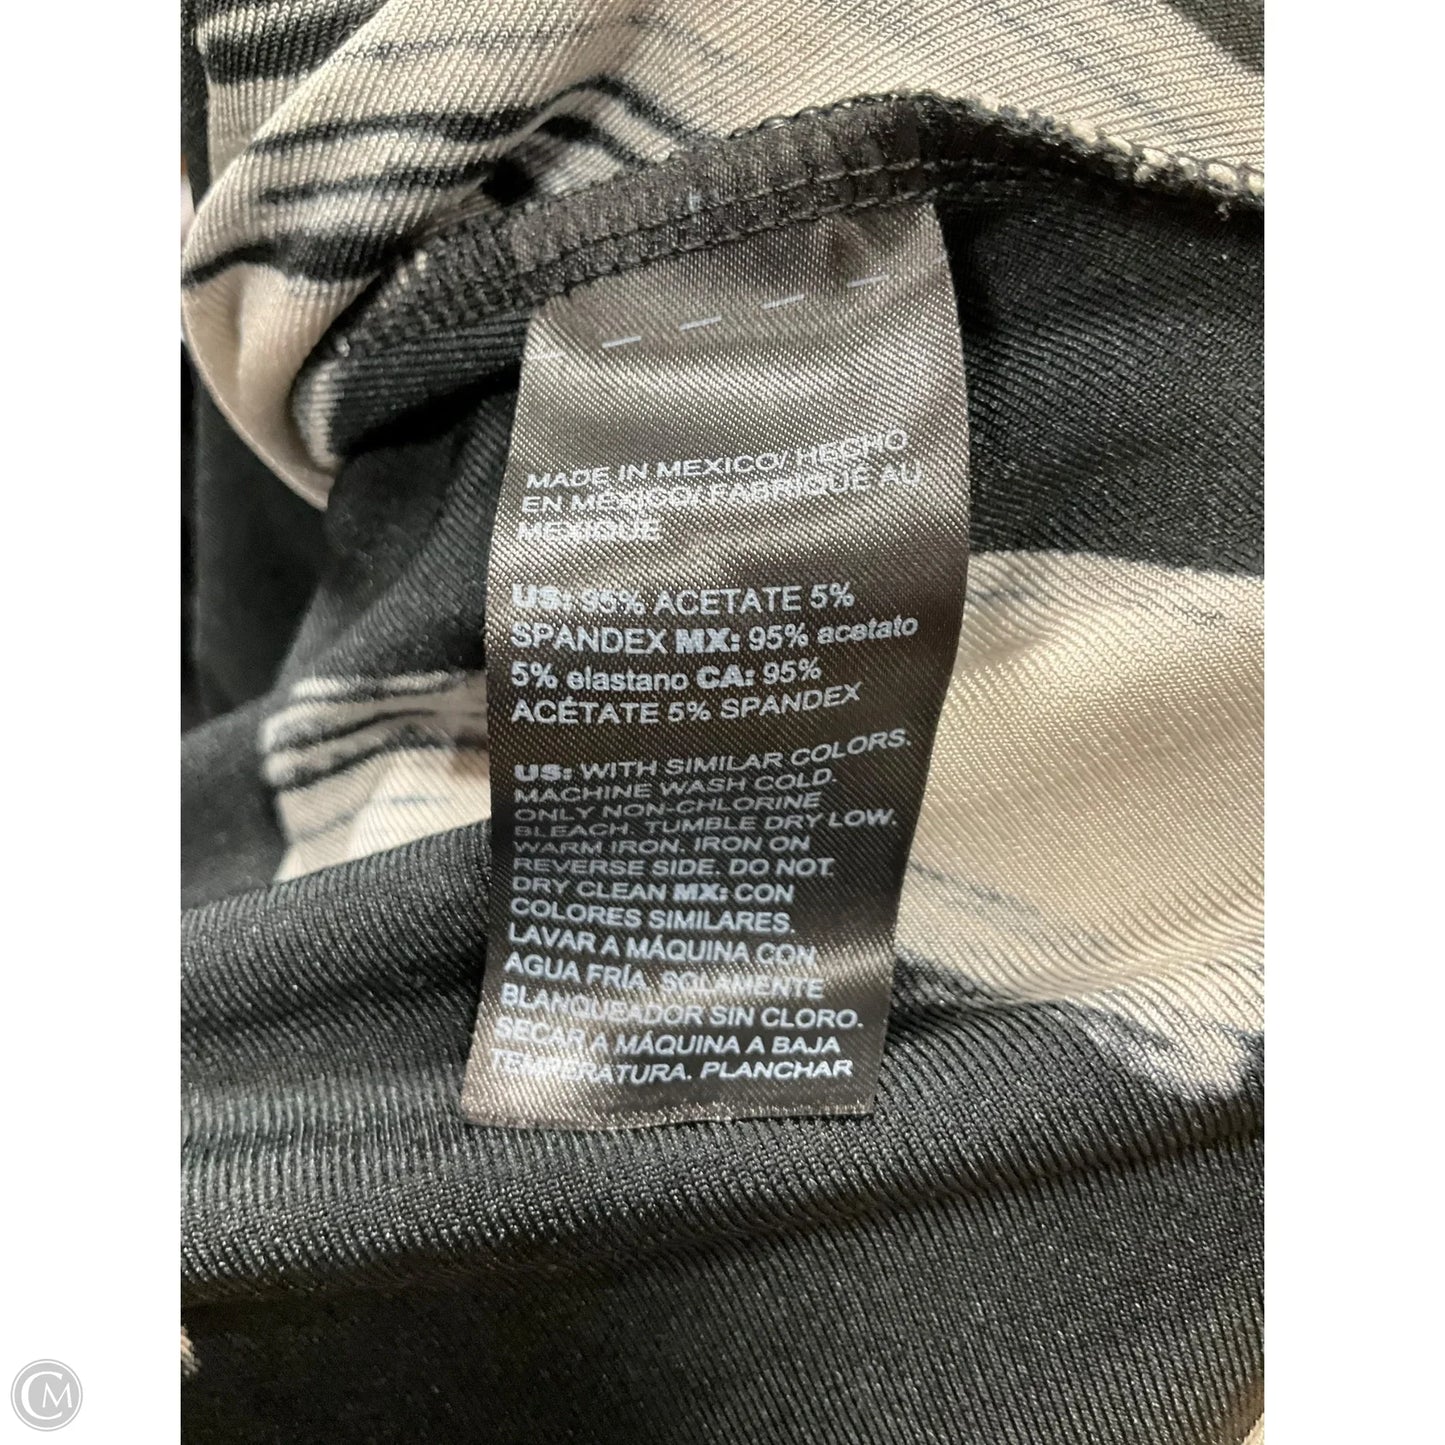 MADE IN MEXICO/ HECHO
EN MÉXICO/ FABRIQUÉ AU
MEXIQUE
US: 95% ACETATE 5%
SPANDEX MX: 95% acetato
5% elastano CA: 95%
ACÉTATE 5% SPANDEX
US: WITH SIMILAR COLORS.
MACHINE WASH COLD.
ONLY NON-CHLORINE
BLEACH. TUMBLE DRY LOW.
WARM IRON. IRON ON
REVERSE SIDE. DO NOT
DRY CLEAN MX: CON
COLORES SIMILARES.
LAVAR A MÁQUINA CON
AGUA FRÍA. SOLAMENTE
BLANQUEADOR SIN CLORO.
SECAR A MÁQUINA A BAJA
TEMPERATURA. PLANCHAR
CM